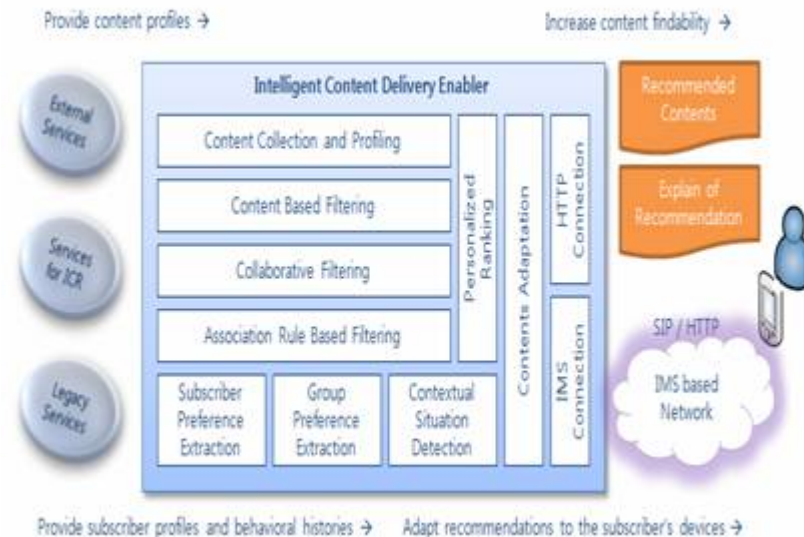 Provide content profiles →
Increase content findability →
External
Services
Services
for ICR
Legacy
Services
Intelligent Content Delivery Enabler
Content Collection and Profiling
Content Based Filtering
Collaborative Filtering
Association Rule Based Filtering
Subscriber
Preference
Extraction
Group
Preference
Extraction
Contextual
Situation
Detection
Personalized
Ranking
Contents Adaptation
HTTP
Connection
IMS
Connection
Recommended
Contents
Explain of
Recommendation
SIP / HTTP
IMS based
Network
Provide subscriber profiles and behavioral histories →
Adapt recommendations to the subscriber's devices →